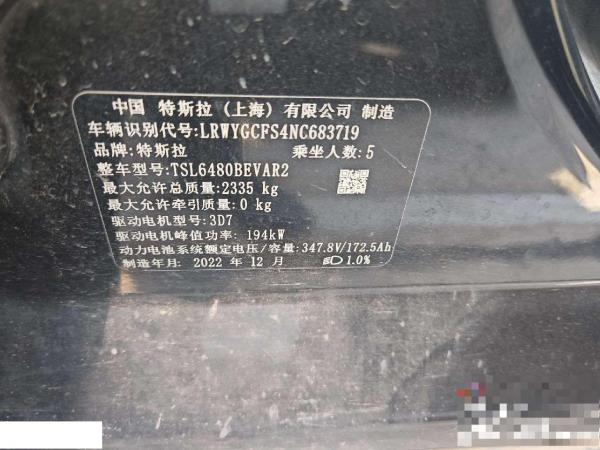 中国 特斯拉（上海）有限公司 制造
车辆识别代号:LRWYGCFS4NC683719
品牌:特斯拉 乘坐人数:5
整车型号:TSL6480BEVAR2
最大允许总质量:2335 kg
最大允许牵引质量:0 kg
驱动电机型号:3D7
驱动电机峰值功率: 194kW
动力电池系统额定电压/容量:347.8V/172.5Ah
制造年月: 2022 年 12 月 1.0%